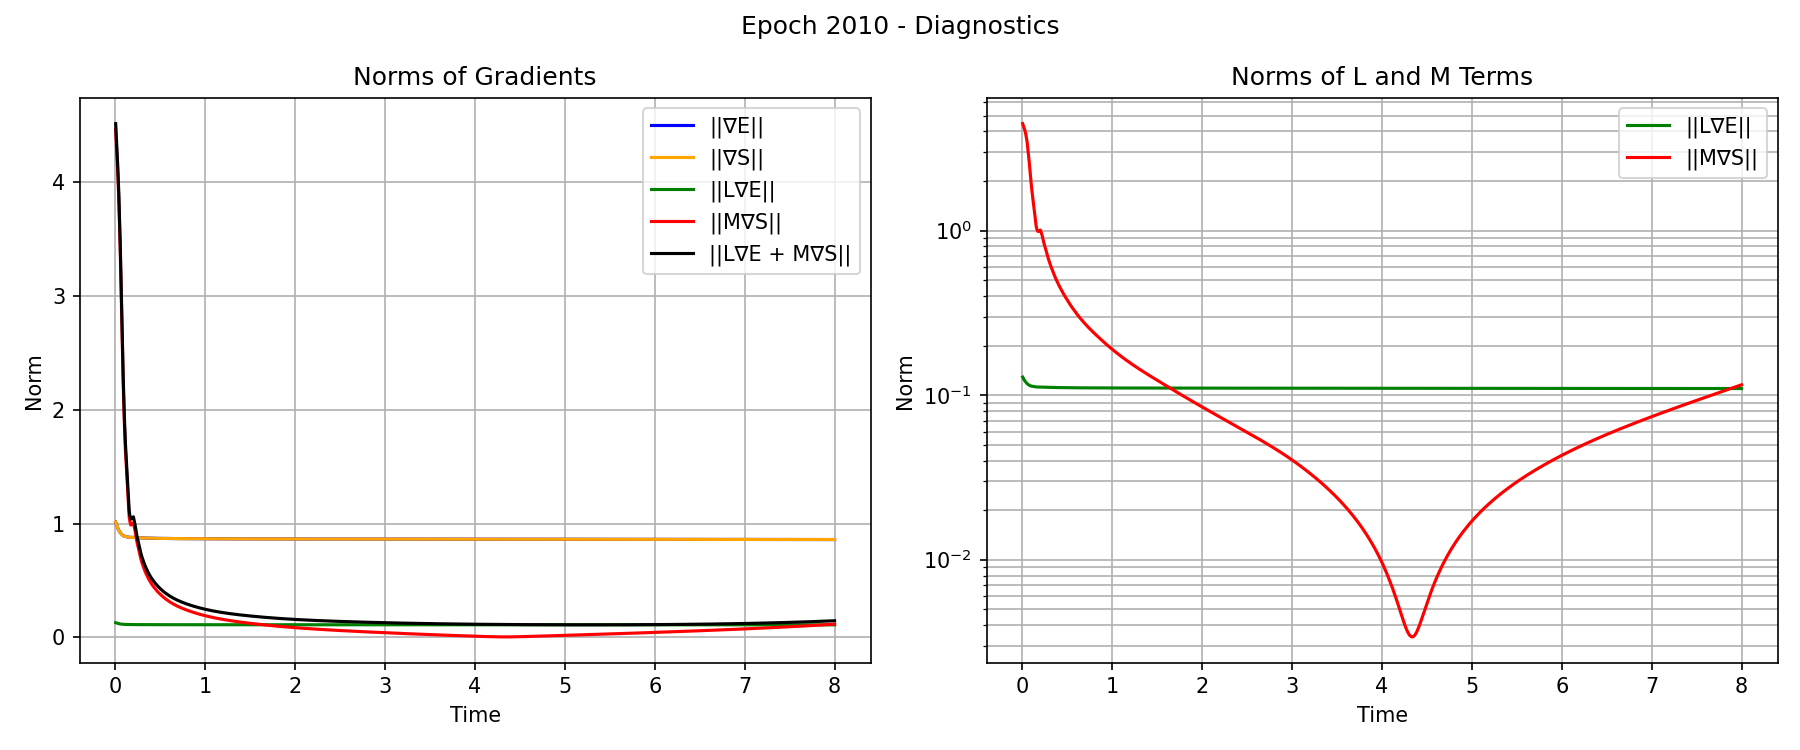 Epoch 2010 - Diagnostics
Norms of Gradients
||∇E||
||∇S||
||L∇E||
||M∇S||
||L∇E + M∇S||
Norm
4
3
2
1
0
0 1 2 3 4 5 6 7 8
Time
Norms of L and M Terms
||L∇E||
||M∇S||
Norm
10⁰
10⁻¹
10⁻²
0 1 2 3 4 5 6 7 8
Time